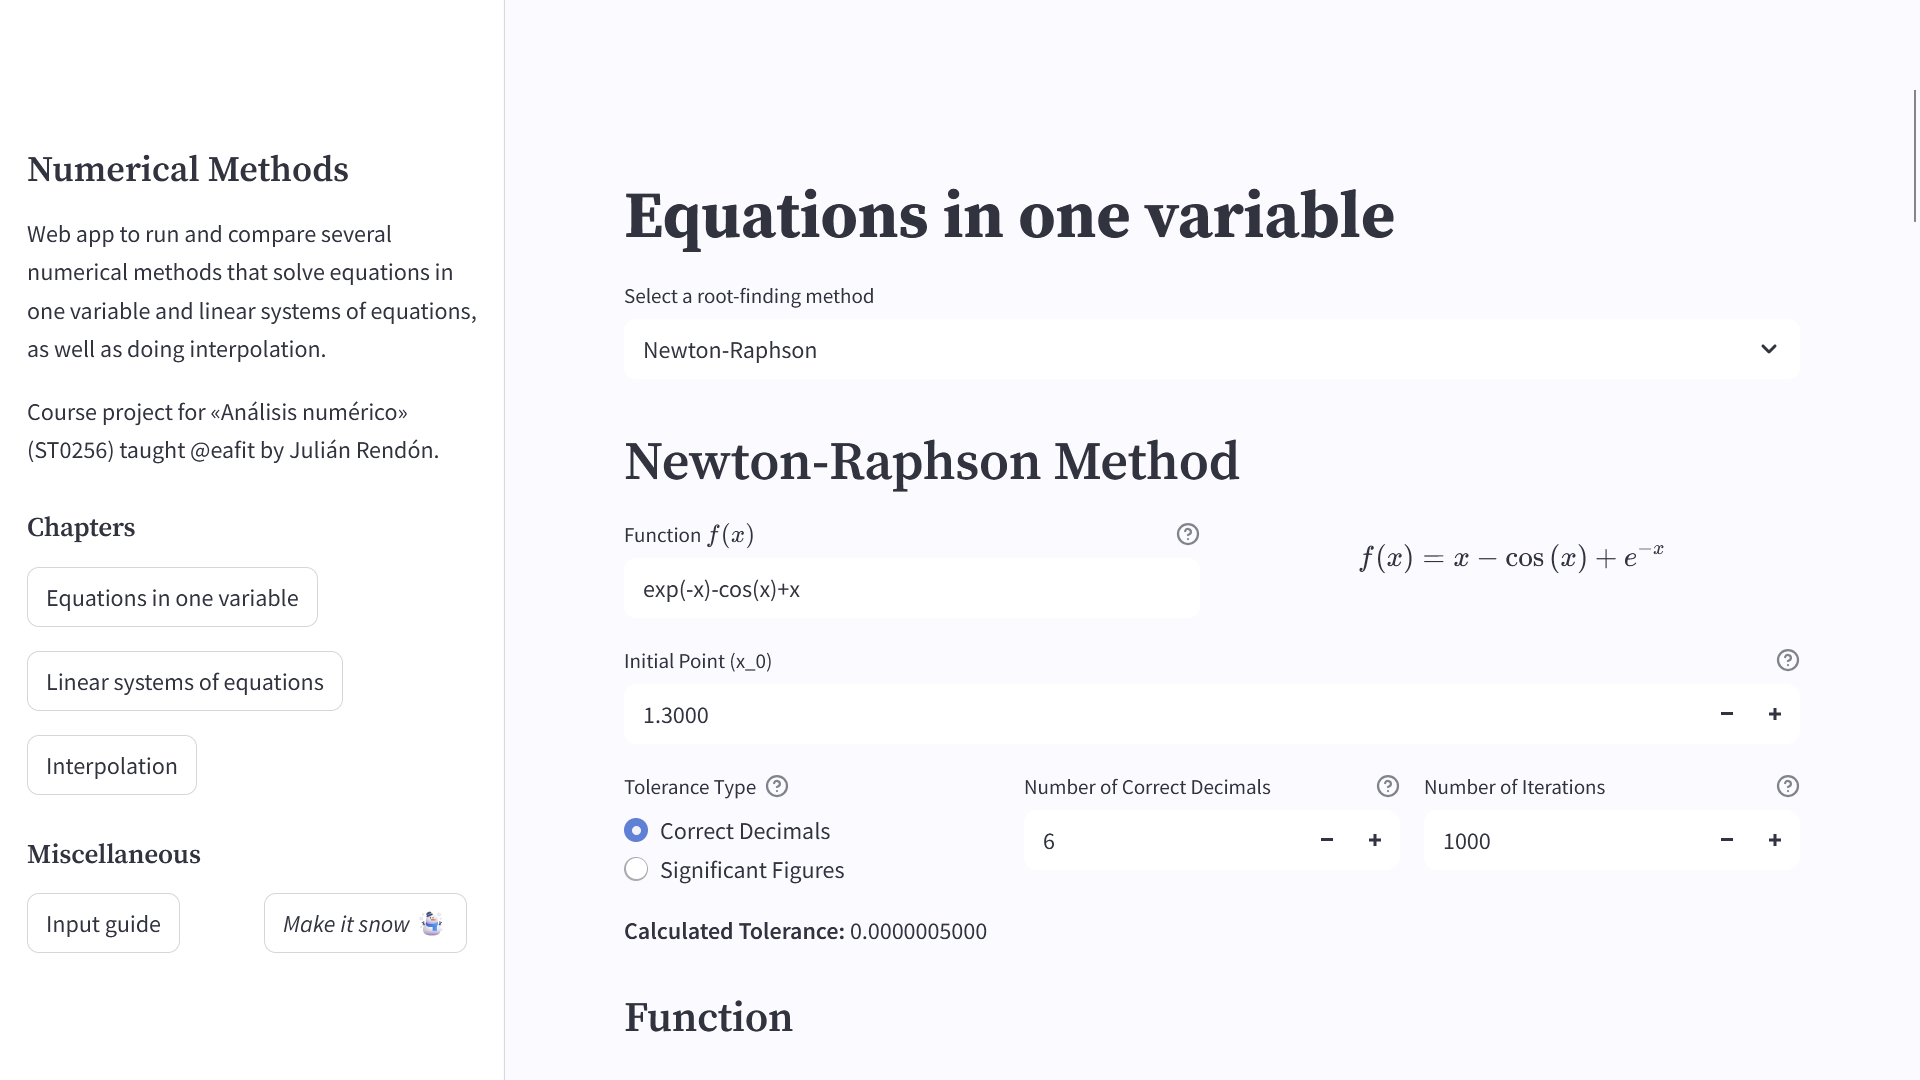 Numerical Methods
Web app to run and compare several
numerical methods that solve equations in
one variable and linear systems of equations,
as well as doing interpolation.
Course project for «Análisis numérico»
(ST0256) taught @eafit by Julián Rendón.
Chapters
Equations in one variable
Linear systems of equations
Interpolation
Miscellaneous
Input guide
Make it snow
Equations in one variable
Select a root-finding method
Newton-Raphson
Newton-Raphson Method
Function f(x)
exp(-x)-cos(x)+x
f(x) = x − cos (x) + e^{−x}
Initial Point (x_0)
1.3000
Tolerance Type
Correct Decimals
Significant Figures
Number of Correct Decimals
6
Number of Iterations
1000
Calculated Tolerance: 0.0000005000
Function